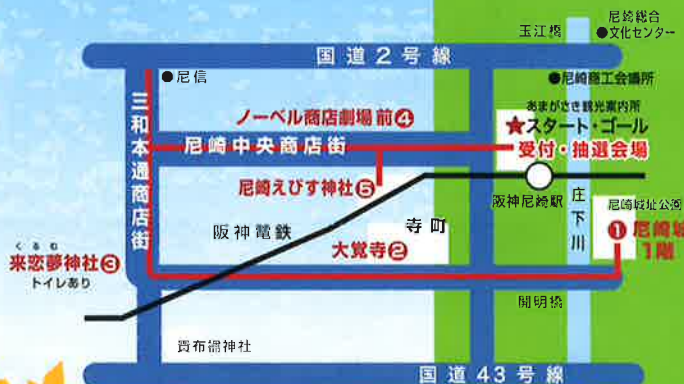 尼崎総合
●文化センター
玉江橋
国道2号線
●尼信
●尼崎商工会議所
あまがさき観光案内所
★スタート・ゴール
受付・抽選会場
ノーベル商店劇場前④
三和本通商店街
尼崎中央商店街
尼崎えびす神社⑤
阪神尼崎駅
庄下川
尼崎城址公園
①尼崎城
1階
寺町
阪神電鉄
大覚寺②
くるむ
来恋夢神社③
トイレあり
開明橋
貴布禰神社
国道43号線